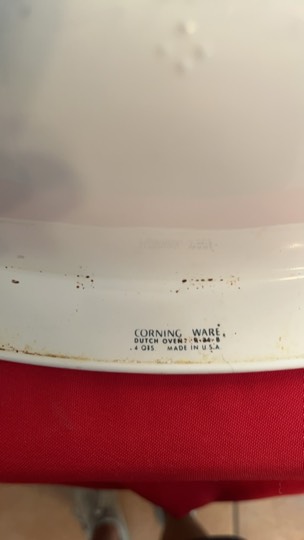 CORNING WARE
DUTCH OVEN
4 QTS. MADE IN U.S.A.